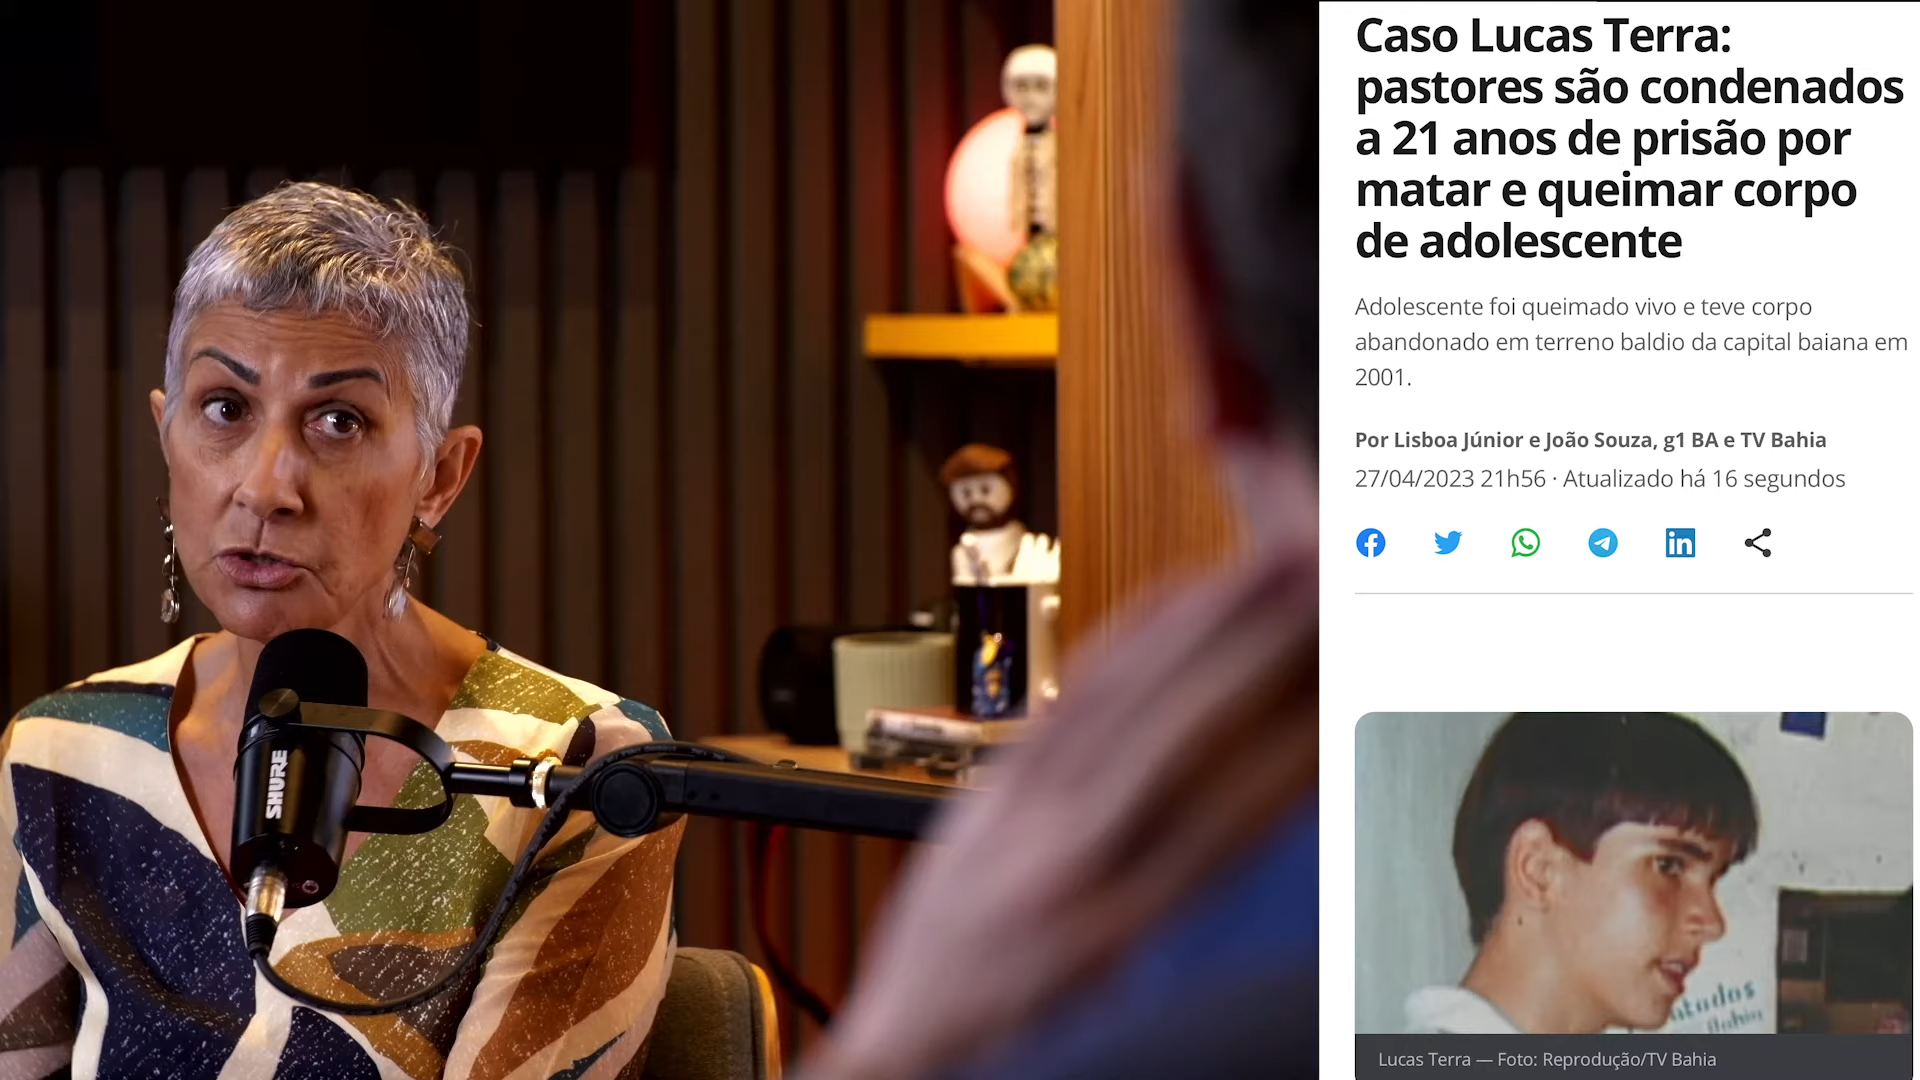 SHURE
Caso Lucas Terra:
pastores são condenados
a 21 anos de prisão por
matar e queimar corpo
de adolescente
Adolescente foi queimado vivo e teve corpo
abandonado em terreno baldio da capital baiana em
2001.
Por Lisboa Júnior e João Souza, g1 BA e TV Bahia
27/04/2023 21h56 · Atualizado há 16 segundos
in
Bahia
Lucas Terra — Foto: Reprodução/TV Bahia